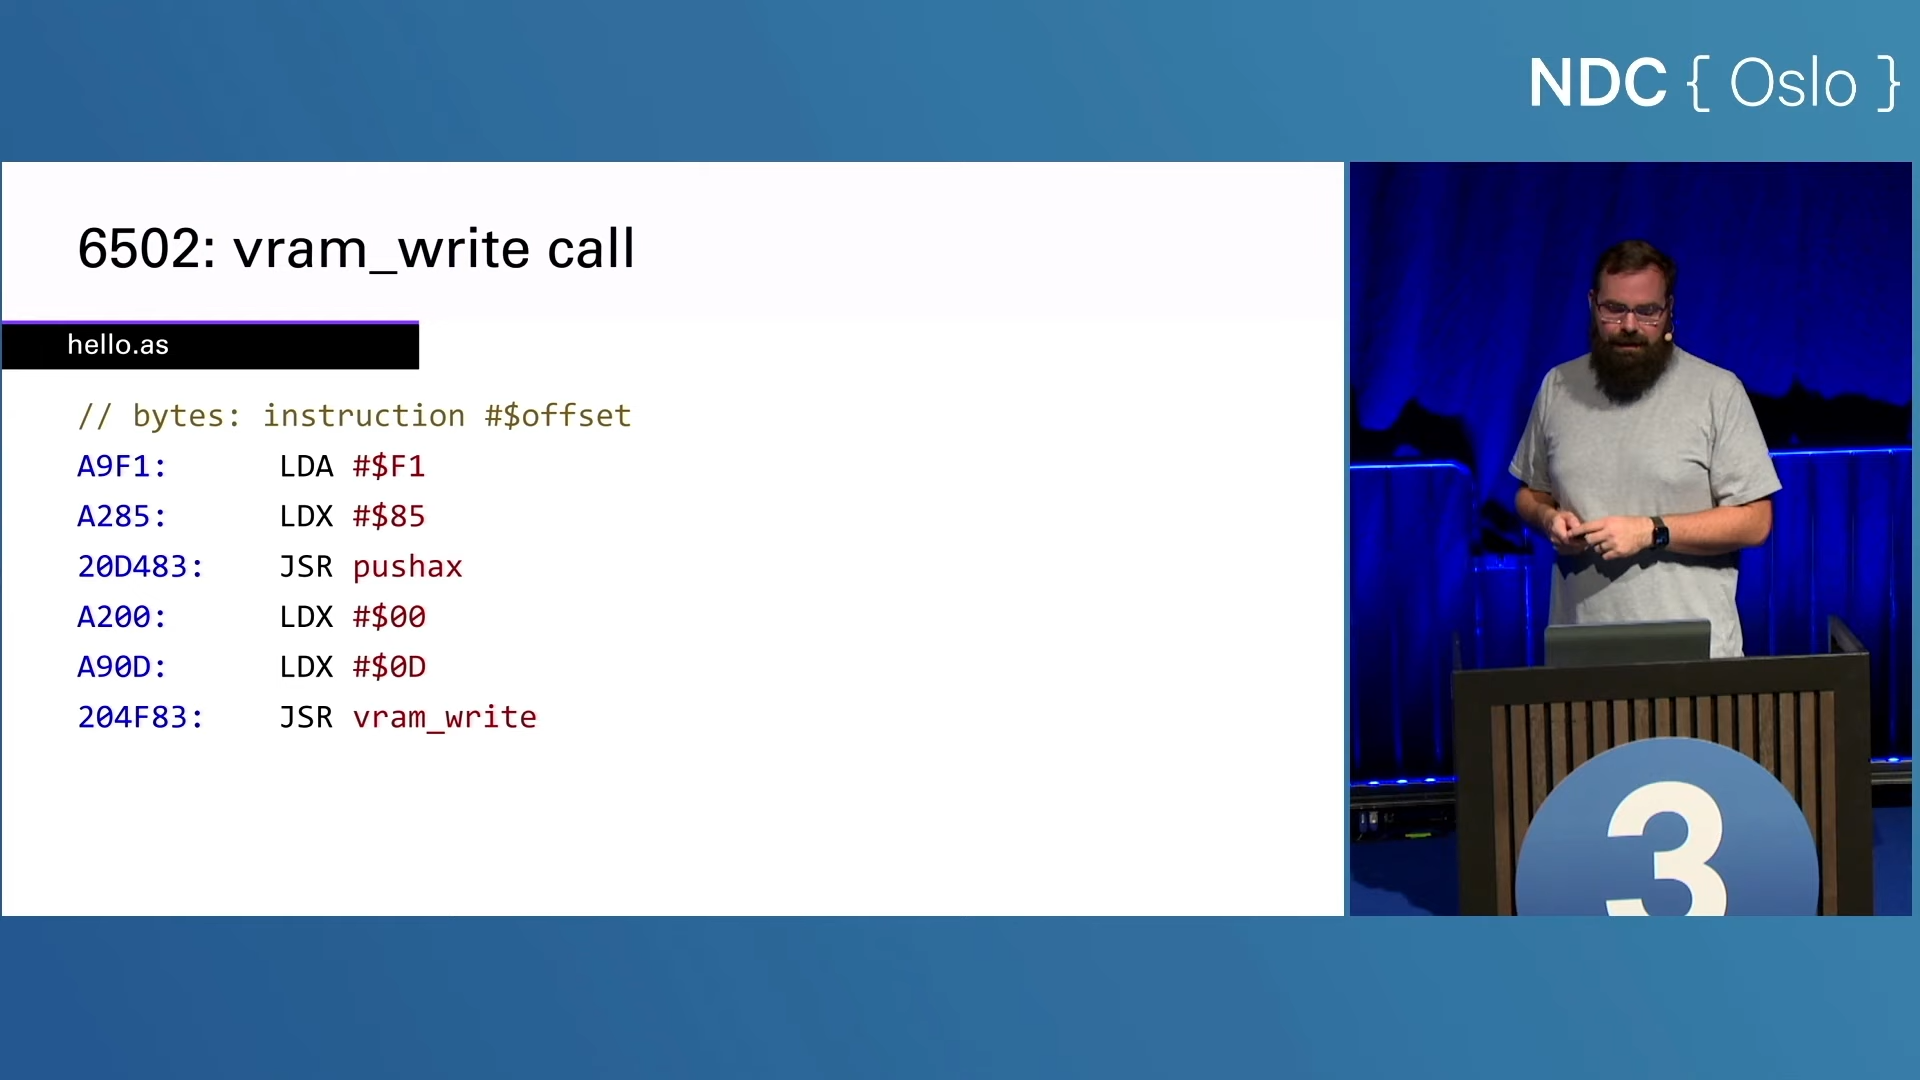 NDC { Oslo }
6502: vram_write call
hello.as
// bytes: instruction #$offset
A9F1: LDA #$F1
A285: LDX #$85
20D483: JSR pushax
A200: LDX #$00
A90D: LDX #$0D
204F83: JSR vram_write
3